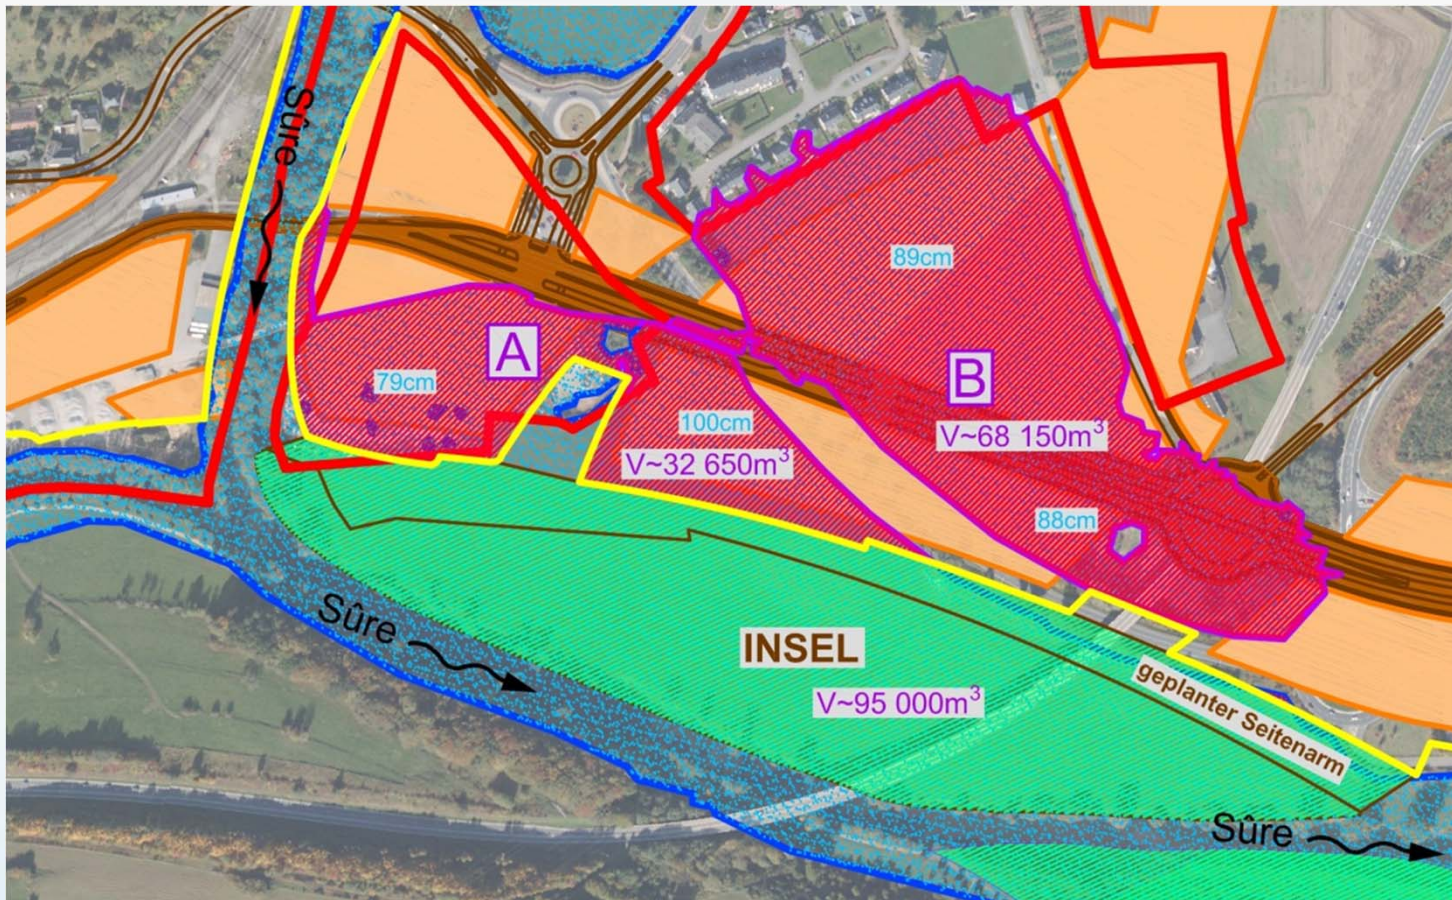 Sûre
89cm
A
B
79cm
100cm
V~68 150m³
V~32 650m³
88cm
Sûre
INSEL
V~95 000m³
geplanter Seitenarm
Sûre